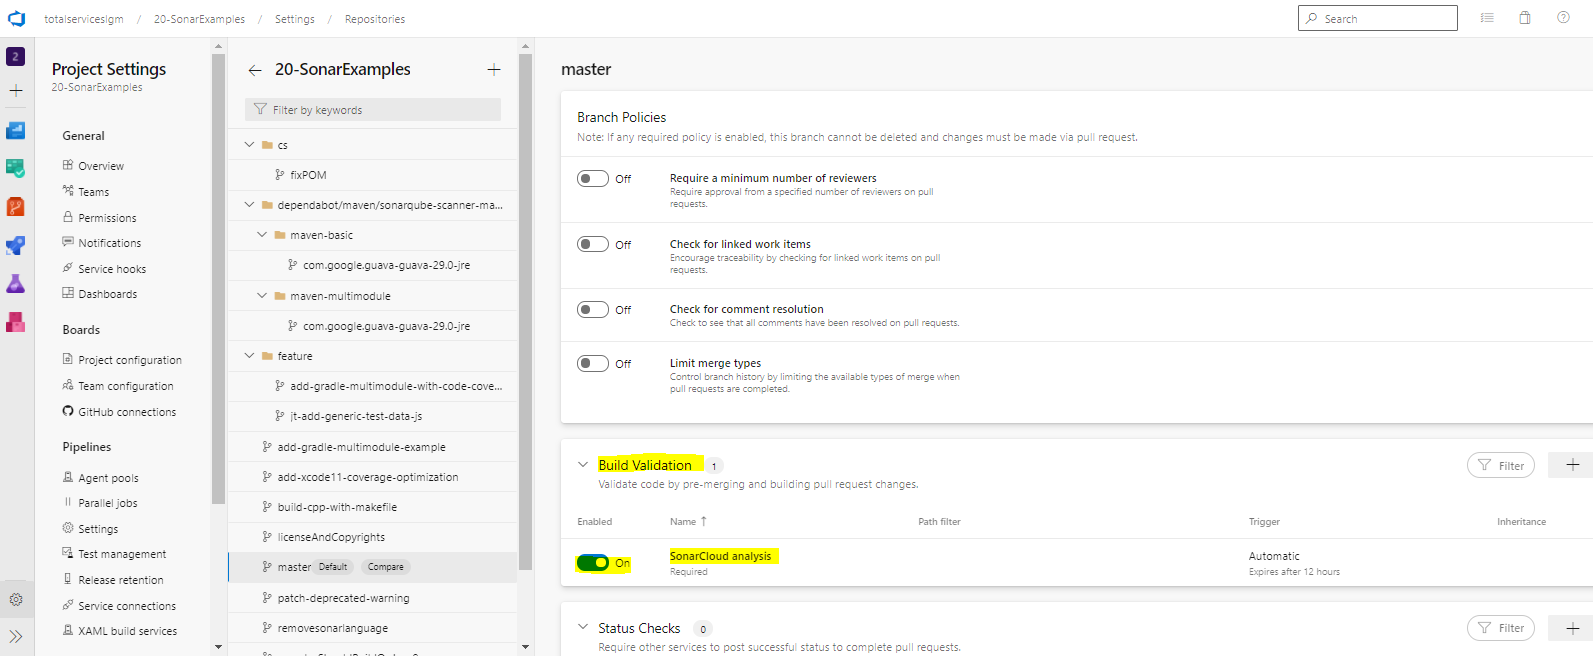 totalserviceslgm / 20-SonarExamples / Settings / Repositories
Search
2
Project Settings
20-SonarExamples
General
Overview
Teams
Permissions
Notifications
Service hooks
Dashboards
Boards
Project configuration
Team configuration
GitHub connections
Pipelines
Agent pools
Parallel jobs
Settings
Test management
Release retention
Service connections
XAML build services
20-SonarExamples
Filter by keywords
cs
fixPOM
dependabot/maven/sonarqube-scanner-ma...
maven-basic
com.google.guava-guava-29.0-jre
maven-multimodule
com.google.guava-guava-29.0-jre
feature
add-gradle-multimodule-with-code-cove...
jt-add-generic-test-data-js
add-gradle-multimodule-example
add-xcode11-coverage-optimization
build-cpp-with-makefile
licenseAndCopyrights
master Default Compare
patch-deprecated-warning
removesonarlanguage
master
Branch Policies
Note: If any required policy is enabled, this branch cannot be deleted and changes must be made via pull request.
Off
Require a minimum number of reviewers
Require approval from a specified number of reviewers on pull
requests.
Off
Check for linked work items
Encourage traceability by checking for linked work items on pull
requests.
Off
Check for comment resolution
Check to see that all comments have been resolved on pull requests.
Off
Limit merge types
Control branch history by limiting the available types of merge when
pull requests are completed.
Build Validation 1
Filter
Validate code by pre-merging and building pull request changes.
Enabled Name ↑ Path filter Trigger Inheritance
On SonarCloud analysis Automatic
Required Expires after 12 hours
Status Checks 0
Filter
Require other services to post successful status to complete pull requests.